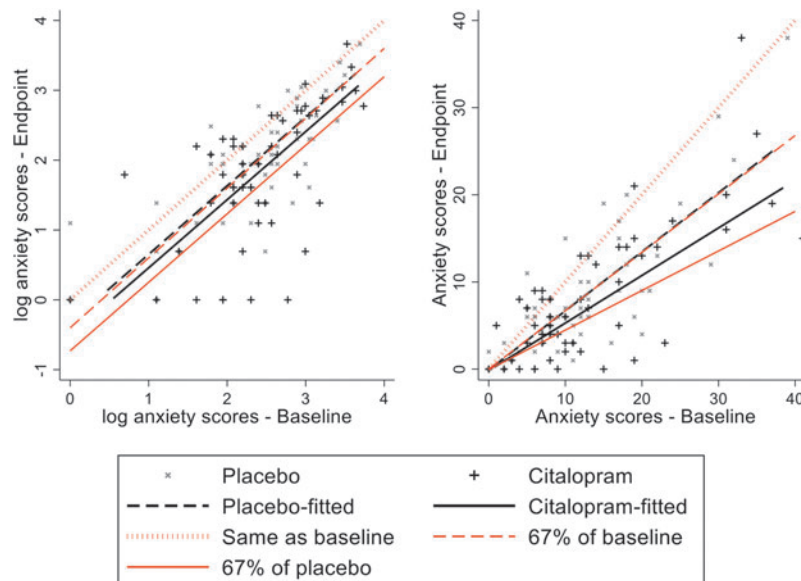 log anxiety scores - Endpoint
4
3
2
1
0
-1
0 1 2 3 4
log anxiety scores - Baseline
Anxiety scores - Endpoint
40
30
20
10
0
0 10 20 30 40
Anxiety scores - Baseline
Placebo
Citalopram
Placebo-fitted
Citalopram-fitted
Same as baseline
67% of baseline
67% of placebo